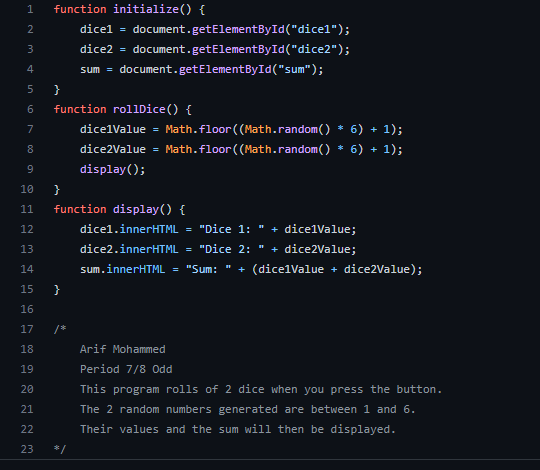 1 function initialize() {
2 dice1 = document.getElementById("dice1");
3 dice2 = document.getElementById("dice2");
4 sum = document.getElementById("sum");
5 }
6 function rollDice() {
7 dice1Value = Math.floor((Math.random() * 6) + 1);
8 dice2Value = Math.floor((Math.random() * 6) + 1);
9 display();
10 }
11 function display() {
12 dice1.innerHTML = "Dice 1: " + dice1Value;
13 dice2.innerHTML = "Dice 2: " + dice2Value;
14 sum.innerHTML = "Sum: " + (dice1Value + dice2Value);
15 }
16
17 /*
18 Arif Mohammed
19 Period 7/8 Odd
20 This program rolls of 2 dice when you press the button.
21 The 2 random numbers generated are between 1 and 6.
22 Their values and the sum will then be displayed.
23 */